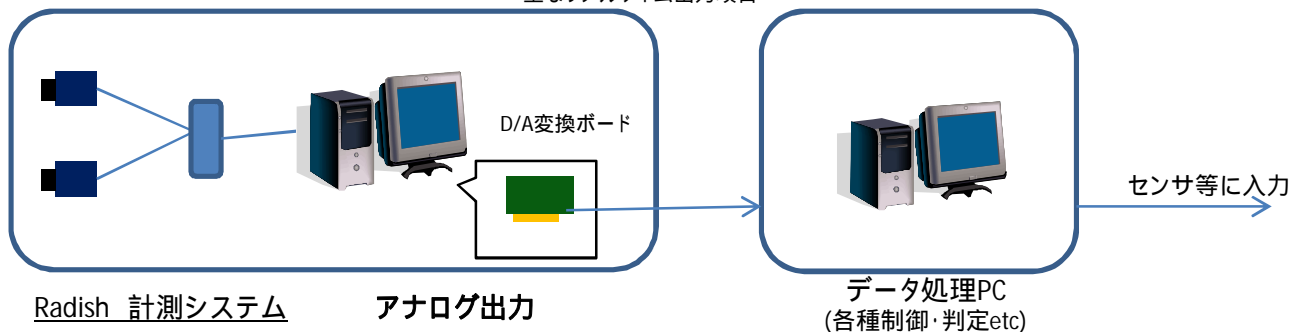 D/A変換ボード
センサ等に入力
Radish 計測システム
アナログ出力
データ処理PC
(各種制御・判定etc)